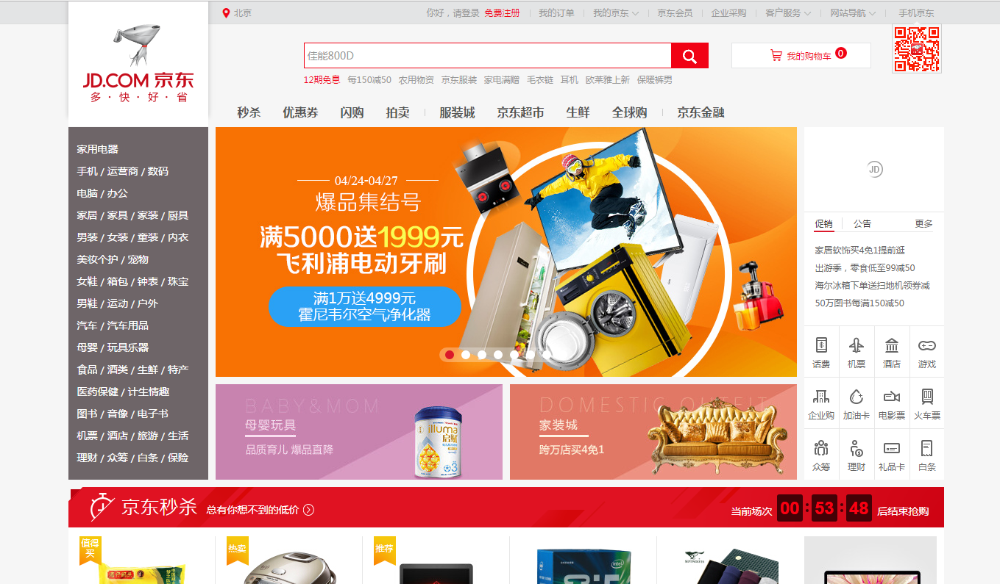 北京
你好，请登录 免费注册
我的订单
我的京东
京东会员
企业采购
客户服务
网站导航
手机京东
JD.COM 京东
多·快·好·省
佳能800D
我的购物车 0
12期免息 每150减50 农用物资 京东服装 家电满赠 毛衣链 耳机 欧莱雅上新 保暖裤男
秒杀 优惠券 闪购 拍卖 服装城 京东超市 生鲜 全球购 京东金融
家用电器
手机 / 运营商 / 数码
电脑 / 办公
家居 / 家具 / 家装 / 厨具
男装 / 女装 / 童装 / 内衣
美妆个护 / 宠物
女鞋 / 箱包 / 钟表 / 珠宝
男鞋 / 运动 / 户外
汽车 / 汽车用品
母婴 / 玩具乐器
食品 / 酒类 / 生鲜 / 特产
医药保健 / 计生情趣
图书 / 音像 / 电子书
机票 / 酒店 / 旅游 / 生活
理财 / 众筹 / 白条 / 保险
04/24-04/27
爆品集结号
满5000送1999元
飞利浦电动牙刷
满1万送4999元
霍尼韦尔空气净化器
JD
促销 公告 更多
家居软饰买4免1提前逛
出游季，零食低至99减50
海尔冰箱下单送扫地机领券减
50万图书每满150减50
话费 机票 酒店 游戏
企业购 加油卡 电影票 火车票
众筹 理财 礼品卡 白条
BABY&MOM
母婴玩具
品质育儿 爆品直降
illuma
启赋
3
DOMESTIC OUTFIT
家装城
跨万店买4免1
京东秒杀 总有你想不到的低价
当前场次 00 : 53 : 48 后结束抢购
值得
买
热卖
推荐
intel